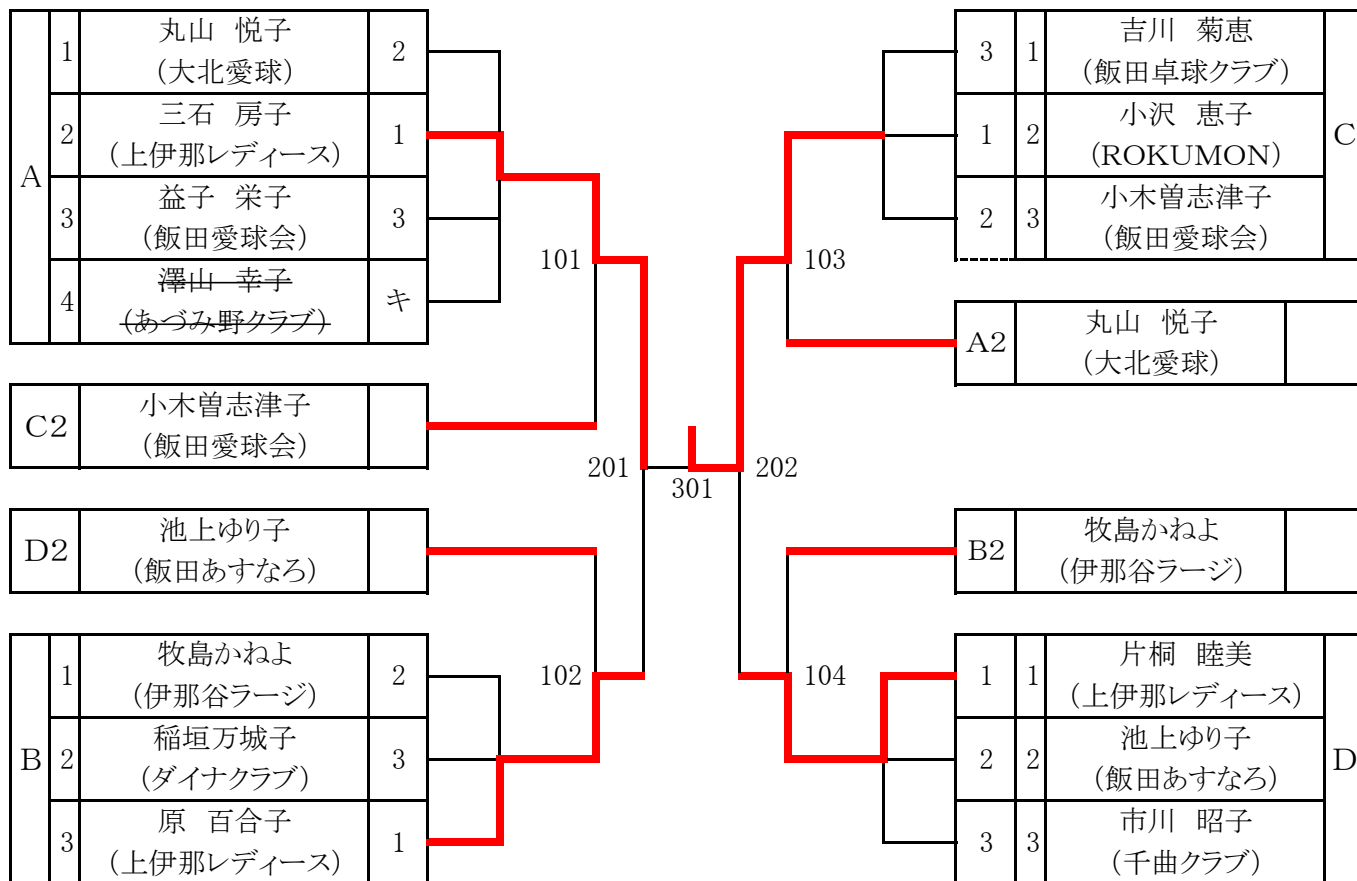 A
1
丸山 悦子
(大北愛球)
2
2
三石 房子
(上伊那レディース)
1
3
益子 栄子
(飯田愛球会)
3
4
澤山 幸子
(あづみ野クラブ)
キ
C2
小木曽志津子
(飯田愛球会)
D2
池上ゆり子
(飯田あすなろ)
B
1
牧島かねよ
(伊那谷ラージ)
2
2
稲垣万城子
(ダイナクラブ)
3
3
原 百合子
(上伊那レディース)
1
101
102
201
301
202
103
104
3
1
吉川 菊恵
(飯田卓球クラブ)
C
1
2
小沢 恵子
(ROKUMON)
2
3
小木曽志津子
(飯田愛球会)
A2
丸山 悦子
(大北愛球)
B2
牧島かねよ
(伊那谷ラージ)
1
1
片桐 睦美
(上伊那レディース)
D
2
2
池上ゆり子
(飯田あすなろ)
3
3
市川 昭子
(千曲クラブ)